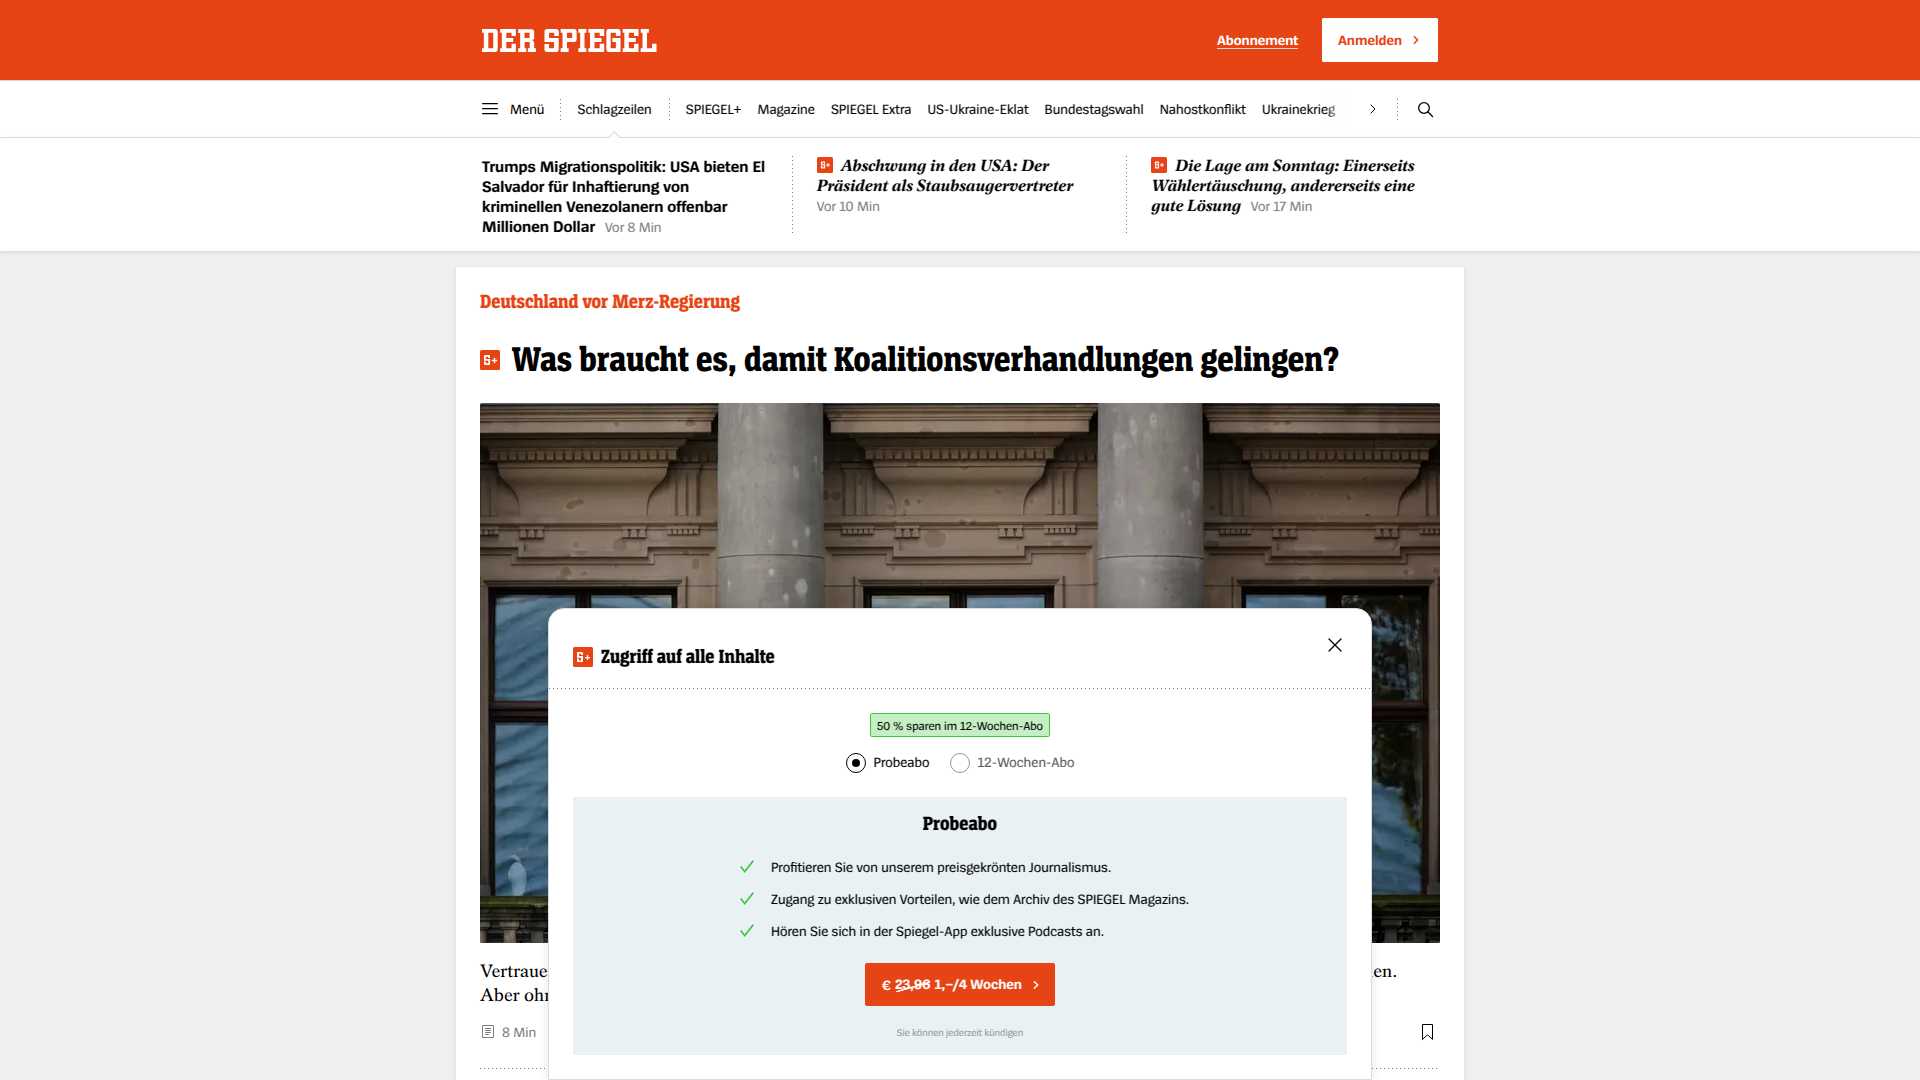 DER SPIEGEL
Abonnement
Anmelden
Menü
Schlagzeilen
SPIEGEL+
Magazine
SPIEGEL Extra
US-Ukraine-Eklat
Bundestagswahl
Nahostkonflikt
Ukrainekrieg
Trumps Migrationspolitik: USA bieten El
Salvador für Inhaftierung von
kriminellen Venezolanern offenbar
Millionen Dollar Vor 8 Min
S+ Abschwung in den USA: Der
Präsident als Staubsaugervertreter
Vor 10 Min
S+ Die Lage am Sonntag: Einerseits
Wählertäuschung, andererseits eine
gute Lösung Vor 17 Min
Deutschland vor Merz-Regierung
S+ Was braucht es, damit Koalitionsverhandlungen gelingen?
S+ Zugriff auf alle Inhalte
50 % sparen im 12-Wochen-Abo
Probeabo
12-Wochen-Abo
Probeabo
Profitieren Sie von unserem preisgekrönten Journalismus.
Zugang zu exklusiven Vorteilen, wie dem Archiv des SPIEGEL Magazins.
Hören Sie sich in der Spiegel-App exklusive Podcasts an.
€ 23,96 1,–/4 Wochen
Sie können jederzeit kündigen
Aber
8 Min